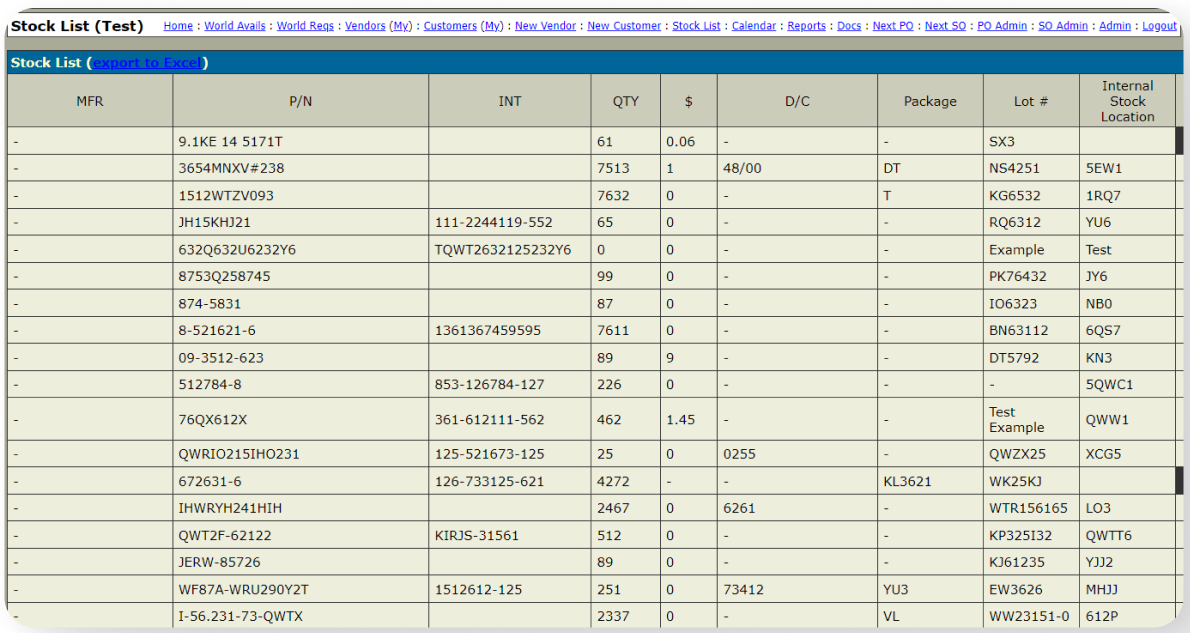 Stock List (Test) Home : World Avails : World Reqs : Vendors (My) : Customers (My) : New Vendor : New Customer : Stock List : Calendar : Reports : Docs : Next PO : Next SO : PO Admin : SO Admin : Admin : Logout
Stock List (export to Excel)
MFR P/N INT QTY $ D/C Package Lot # Internal Stock Location
- 9.1KE 14 5171T 61 0.06 - - SX3
- 3654MNXV#238 7513 1 48/00 DT NS4251 5EW1
- 1512WTZV093 7632 0 - T KG6532 1RQ7
- JH15KHJ21 111-2244119-552 65 0 - - RQ6312 YU6
- 632Q632U6232Y6 TQWT2632125232Y6 0 0 - - Example Test
- 8753Q258745 99 0 - - PK76432 JY6
- 874-5831 87 0 - - IO6323 NB0
- 8-521621-6 1361367459595 7611 0 - - BN63112 6QS7
- 09-3512-623 89 9 - - DT5792 KN3
- 512784-8 853-126784-127 226 0 - - - 5QWC1
- 76QX612X 361-612111-562 462 1.45 - - Test Example QWW1
- QWRIO215IHO231 125-521673-125 25 0 0255 - QWZX25 XCG5
- 672631-6 126-733125-621 4272 - - KL3621 WK25KJ
- IHWRYH241HIH 2467 0 6261 - WTR156165 LO3
- QWT2F-62122 KIRJS-31561 512 0 - - KP325I32 QWTT6
- JERW-85726 89 0 - - KJ61235 YJJ2
- WF87A-WRU290Y2T 1512612-125 251 0 73412 YU3 EW3626 MHJJ
- I-56.231-73-QWTX 2337 0 - VL WW23151-0 612P